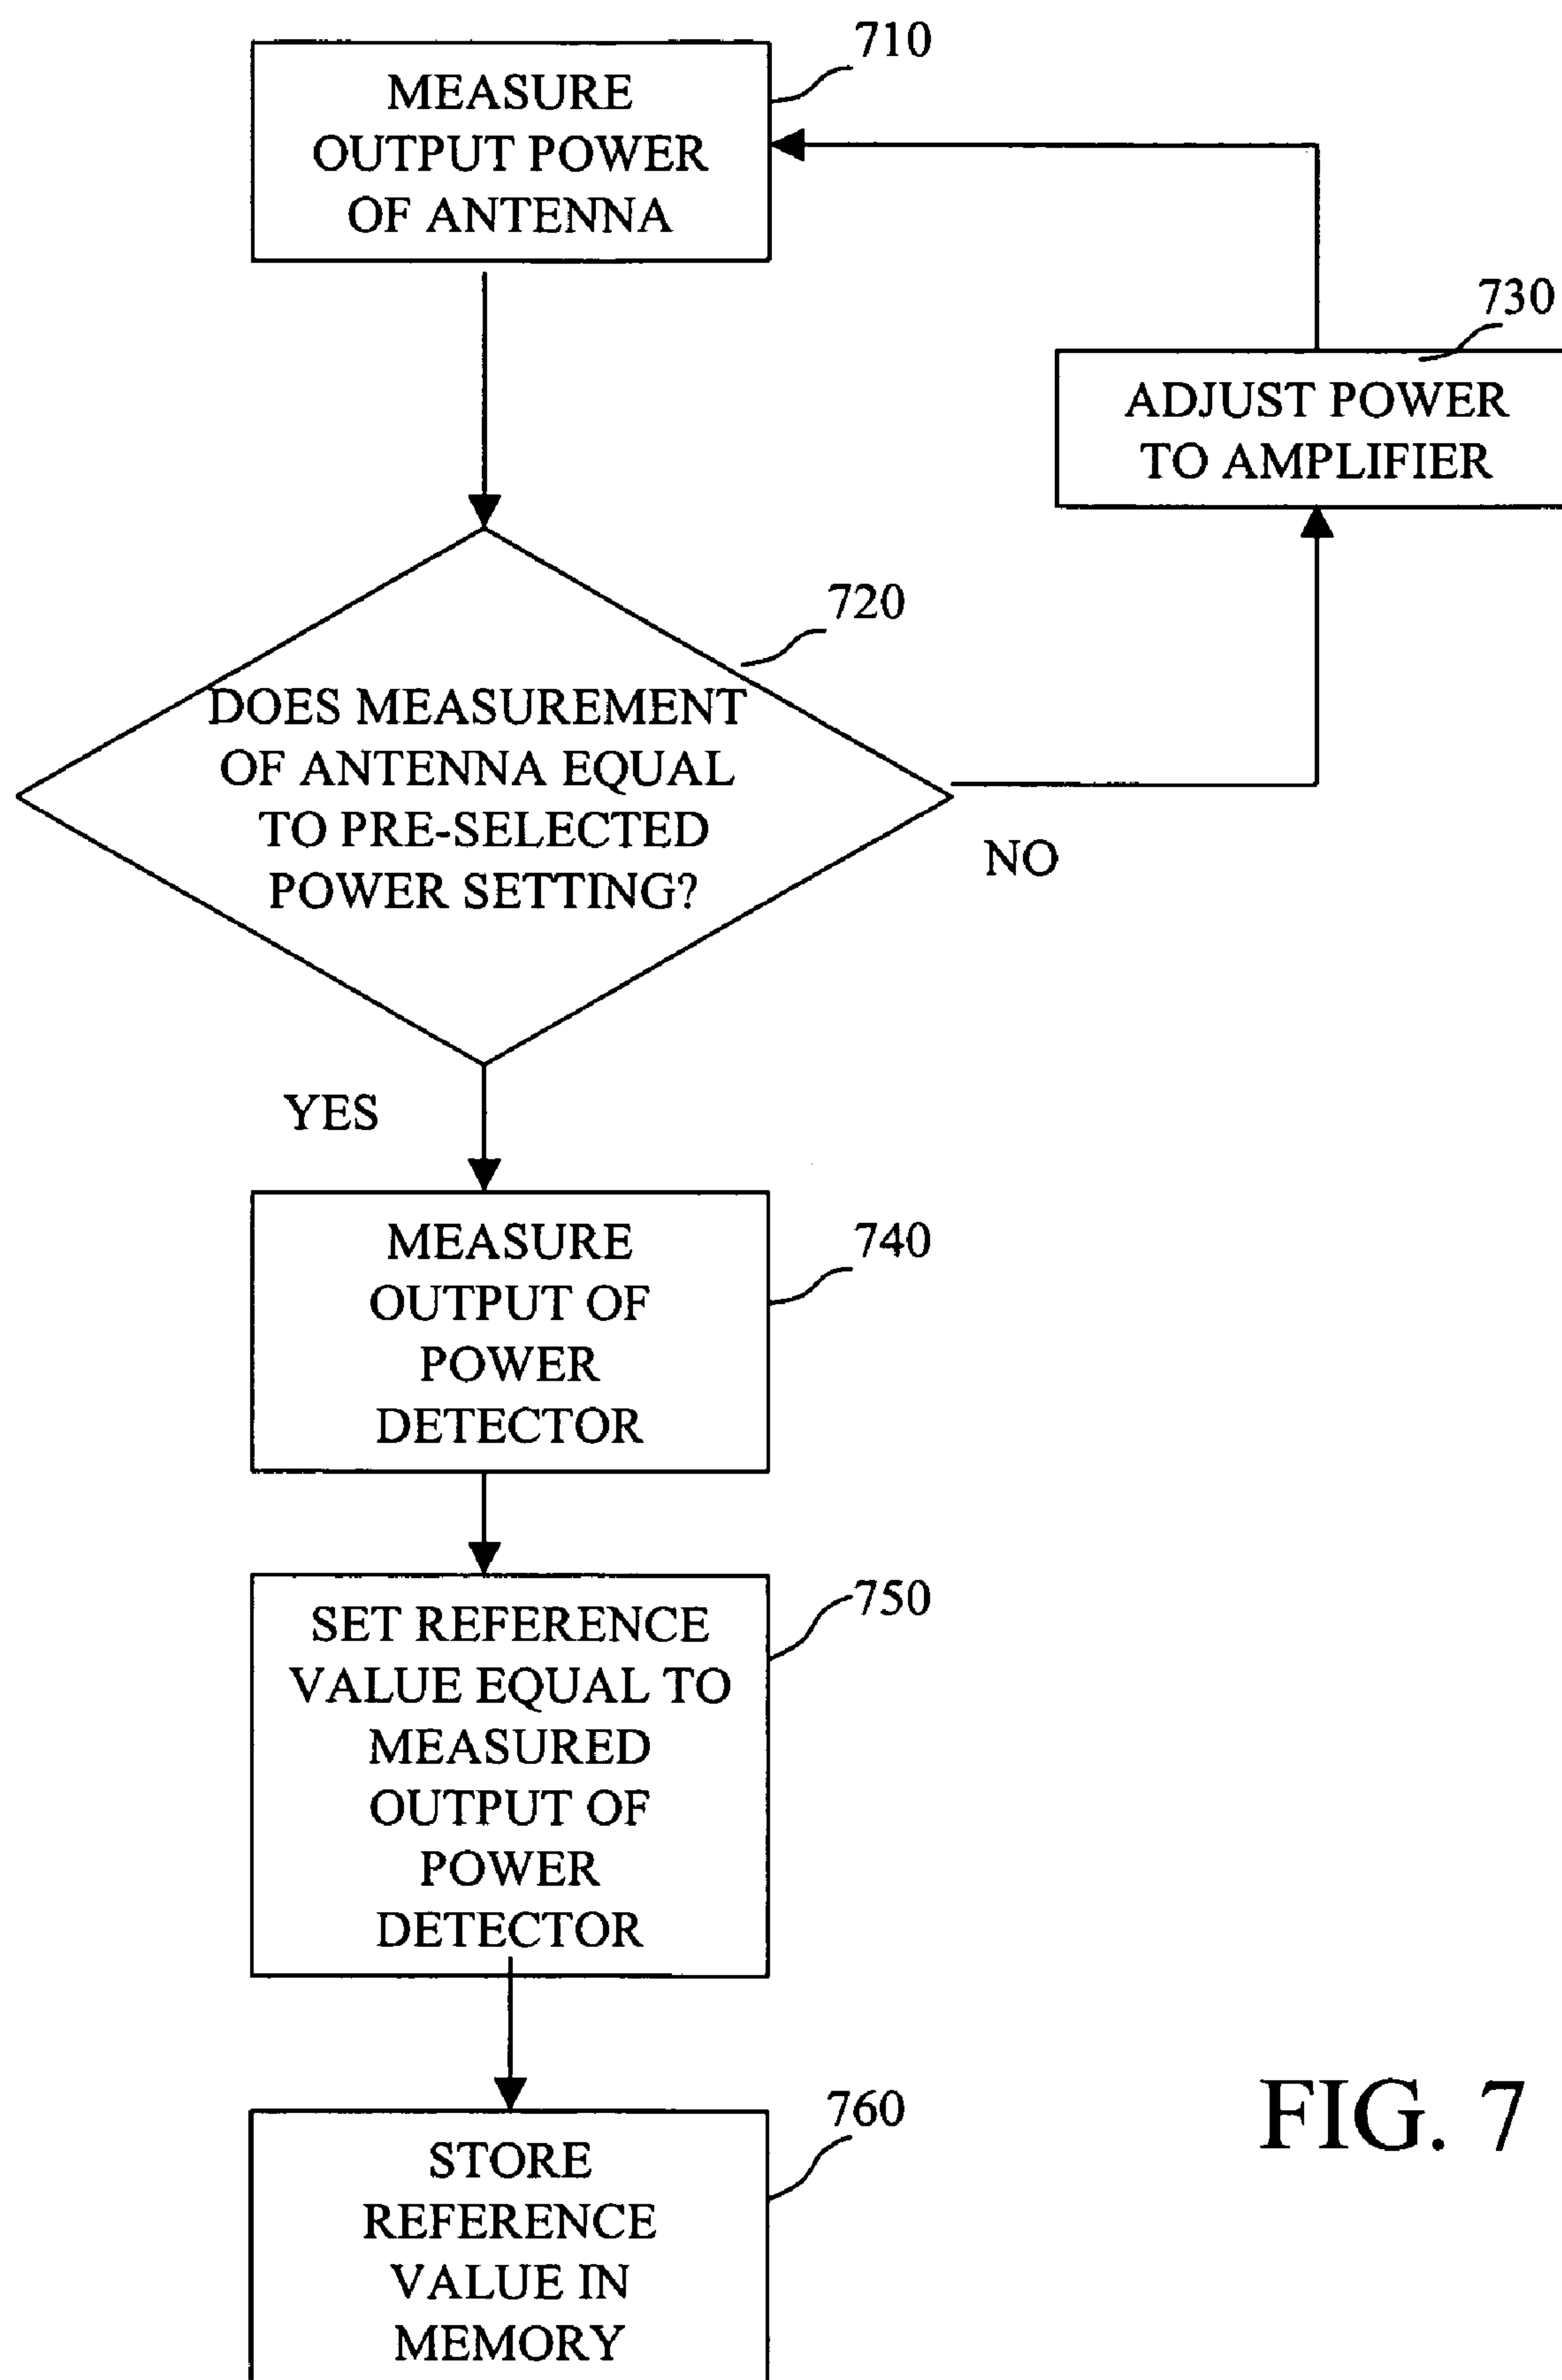 710
MEASURE
OUTPUT POWER
OF ANTENNA
730
ADJUST POWER
TO AMPLIFIER
720
DOES MEASUREMENT
OF ANTENNA EQUAL
TO PRE-SELECTED
POWER SETTING?
NO
YES
740
MEASURE
OUTPUT OF
POWER
DETECTOR
750
SET REFERENCE
VALUE EQUAL TO
MEASURED
OUTPUT OF
POWER
DETECTOR
760
STORE
REFERENCE
VALUE IN
MEMORY
FIG. 7